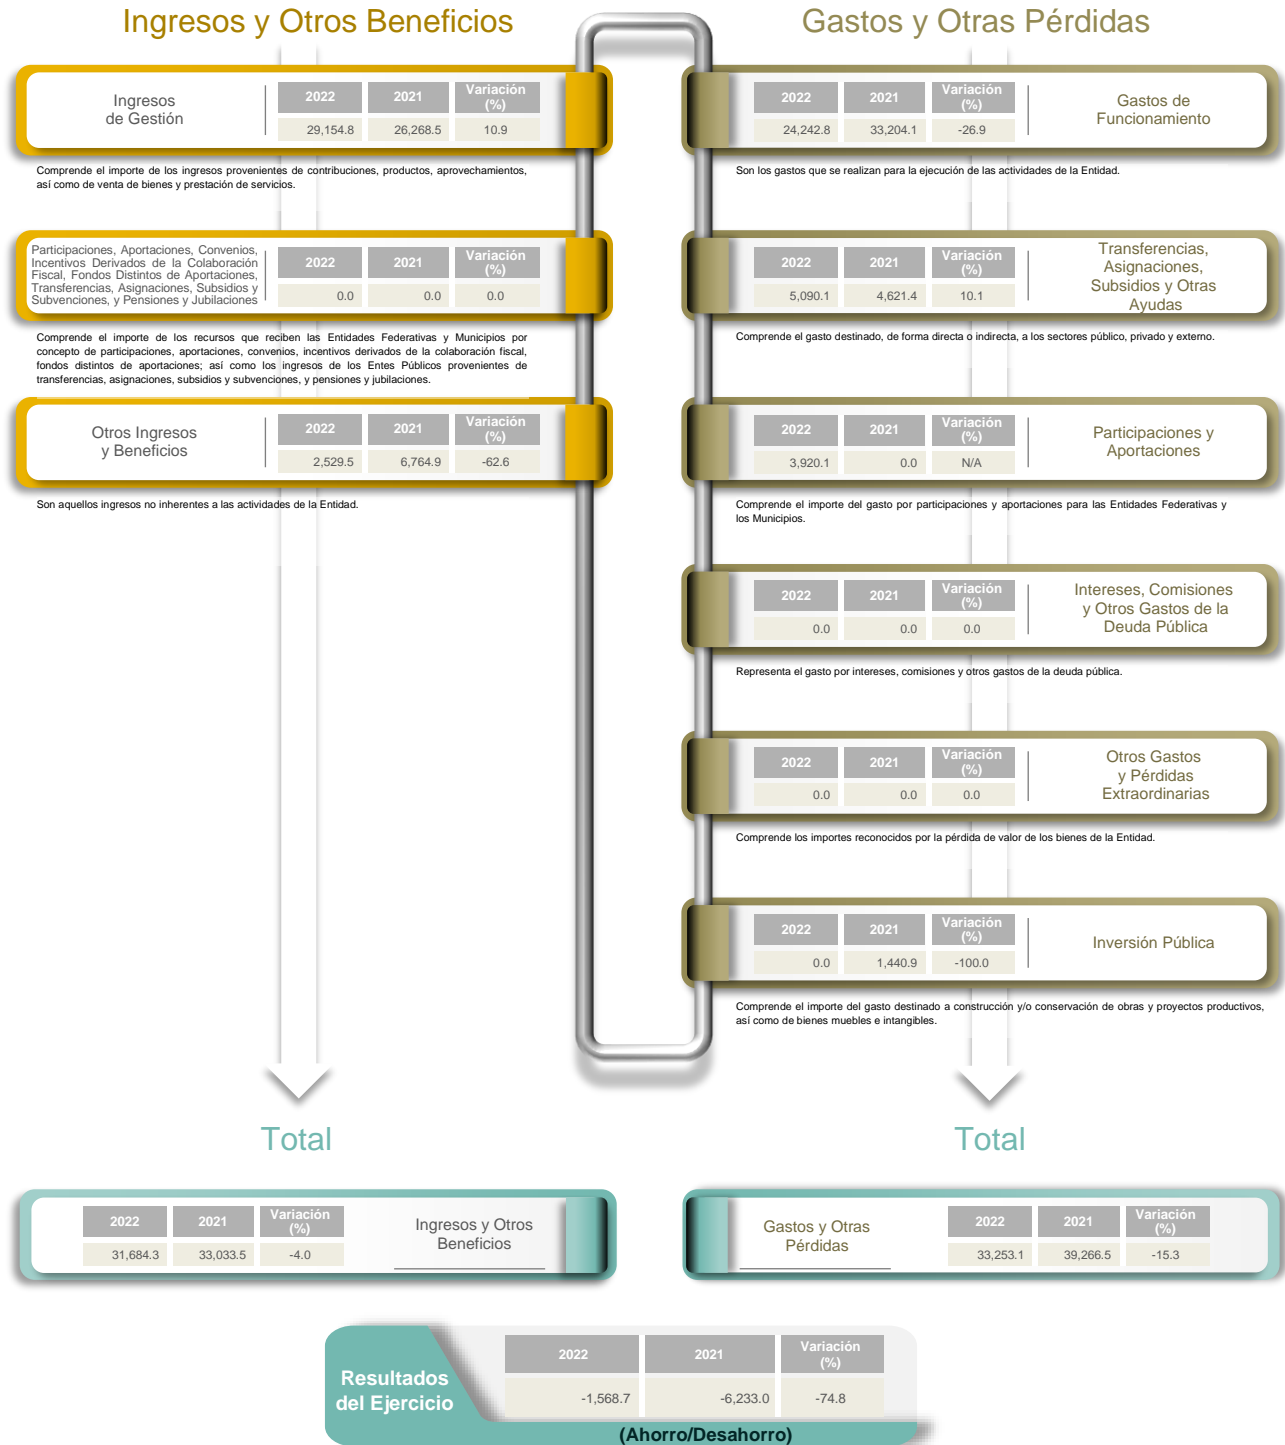 Ingresos y Otros Beneficios
Ingresos
de Gestión
2022 2021 Variación
(%)
29,154.8 26,268.5 10.9
Comprende el importe de los ingresos provenientes de contribuciones, productos, aprovechamientos,
así como de venta de bienes y prestación de servicios.
Participaciones, Aportaciones, Convenios,
Incentivos Derivados de la Colaboración
Fiscal, Fondos Distintos de Aportaciones,
Transferencias, Asignaciones, Subsidios y
Subvenciones, y Pensiones y Jubilaciones
2022 2021 Variación
(%)
0.0 0.0 0.0
Comprende el importe de los recursos que reciben las Entidades Federativas y Municipios por
concepto de participaciones, aportaciones, convenios, incentivos derivados de la colaboración fiscal,
fondos distintos de aportaciones; así como los ingresos de los Entes Públicos provenientes de
transferencias, asignaciones, subsidios y subvenciones, y pensiones y jubilaciones.
Otros Ingresos
y Beneficios
2022 2021 Variación
(%)
2,529.5 6,764.9 -62.6
Son aquellos ingresos no inherentes a las actividades de la Entidad.
Gastos y Otras Pérdidas
2022 2021 Variación
(%)
24,242.8 33,204.1 -26.9
Gastos de
Funcionamiento
Son los gastos que se realizan para la ejecución de las actividades de la Entidad.
2022 2021 Variación
(%)
5,090.1 4,621.4 10.1
Transferencias,
Asignaciones,
Subsidios y Otras
Ayudas
Comprende el gasto destinado, de forma directa o indirecta, a los sectores público, privado y externo.
2022 2021 Variación
(%)
3,920.1 0.0 N/A
Participaciones y
Aportaciones
Comprende el importe del gasto por participaciones y aportaciones para las Entidades Federativas y
los Municipios.
2022 2021 Variación
(%)
0.0 0.0 0.0
Intereses, Comisiones
y Otros Gastos de la
Deuda Pública
Representa el gasto por intereses, comisiones y otros gastos de la deuda pública.
2022 2021 Variación
(%)
0.0 0.0 0.0
Otros Gastos
y Pérdidas
Extraordinarias
Comprende los importes reconocidos por la pérdida de valor de los bienes de la Entidad.
2022 2021 Variación
(%)
0.0 1,440.9 -100.0
Inversión Pública
Comprende el importe del gasto destinado a construcción y/o conservación de obras y proyectos productivos,
así como de bienes muebles e intangibles.
Total
2022 2021 Variación
(%)
31,684.3 33,033.5 -4.0
Ingresos y Otros
Beneficios
Total
Gastos y Otras
Pérdidas
2022 2021 Variación
(%)
33,253.1 39,266.5 -15.3
Resultados
del Ejercicio
2022 2021 Variación
(%)
-1,568.7 -6,233.0 -74.8
(Ahorro/Desahorro)